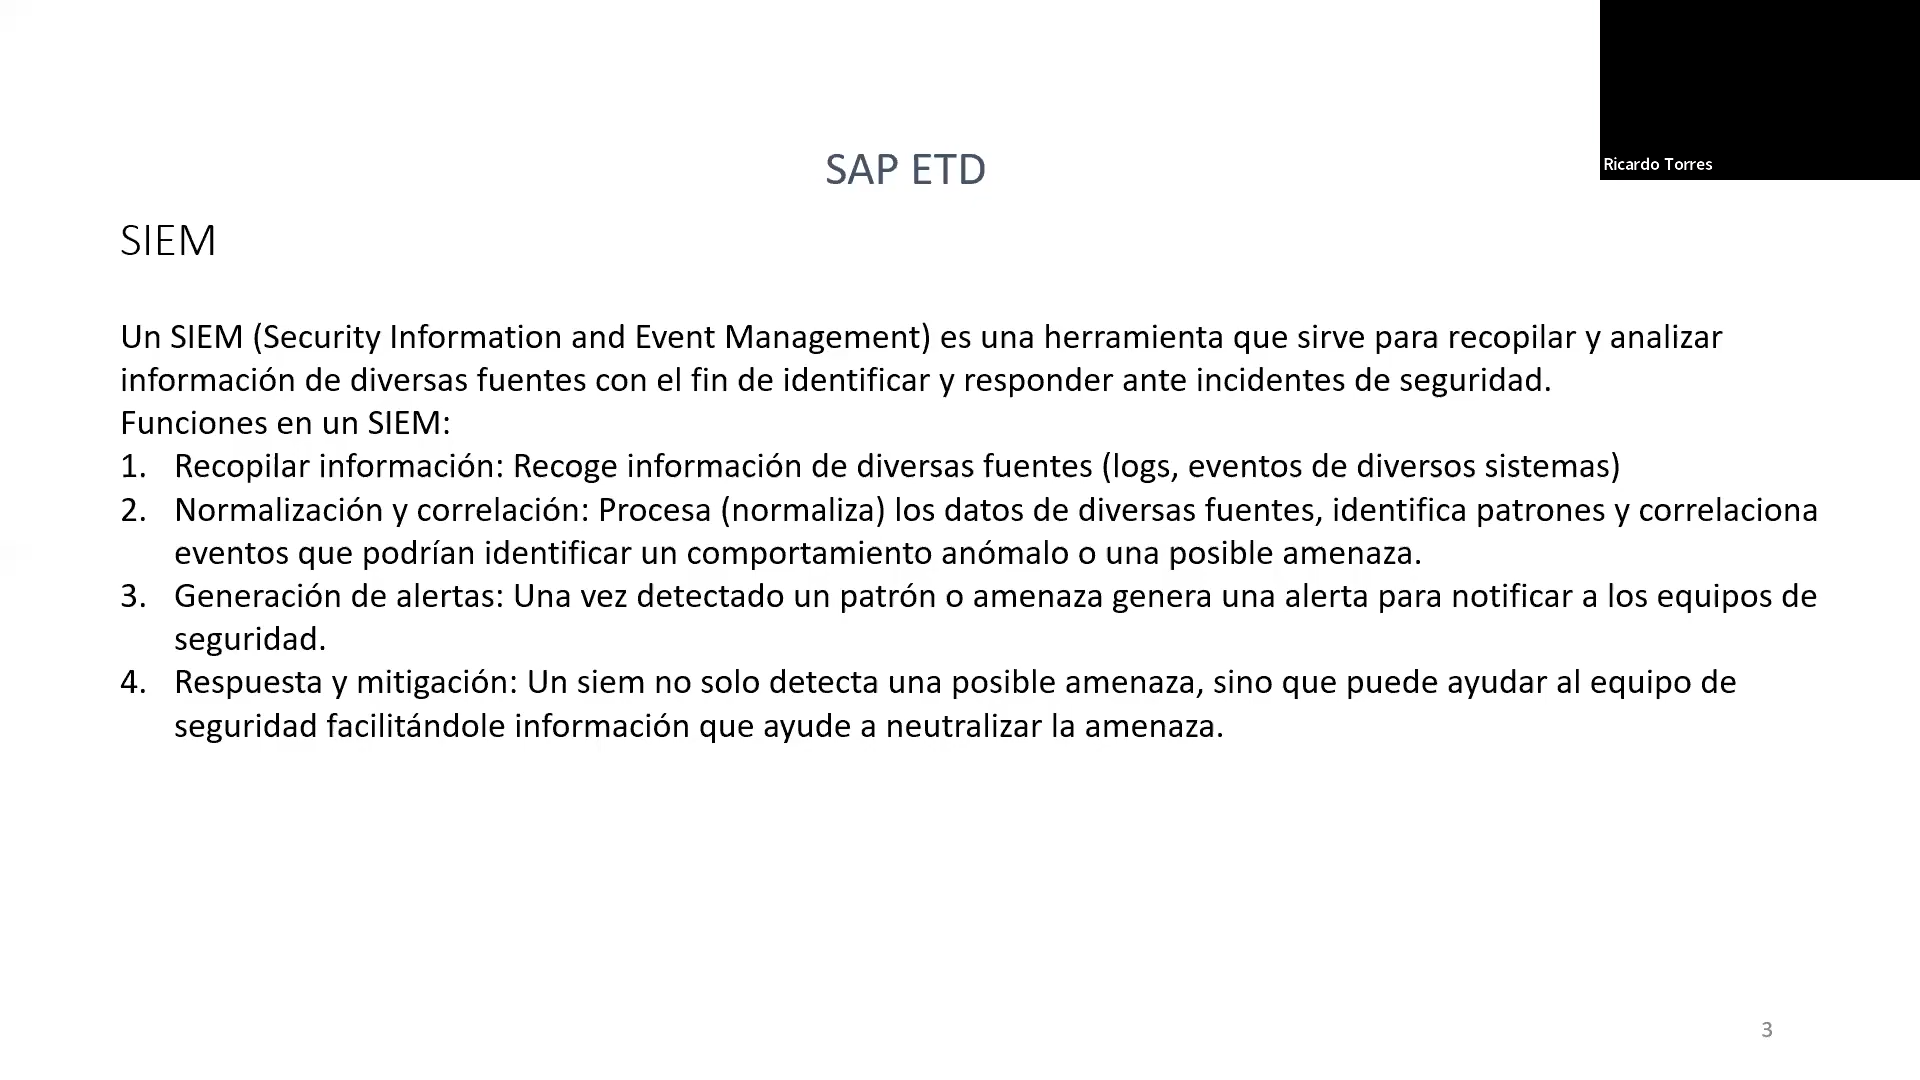 Ricardo Torres
SAP ETD
SIEM
Un SIEM (Security Information and Event Management) es una herramienta que sirve para recopilar y analizar
información de diversas fuentes con el fin de identificar y responder ante incidentes de seguridad.
Funciones en un SIEM:
1. Recopilar información: Recoge información de diversas fuentes (logs, eventos de diversos sistemas)
2. Normalización y correlación: Procesa (normaliza) los datos de diversas fuentes, identifica patrones y correlaciona
eventos que podrían identificar un comportamiento anómalo o una posible amenaza.
3. Generación de alertas: Una vez detectado un patrón o amenaza genera una alerta para notificar a los equipos de
seguridad.
4. Respuesta y mitigación: Un siem no solo detecta una posible amenaza, sino que puede ayudar al equipo de
seguridad facilitándole información que ayude a neutralizar la amenaza.
3